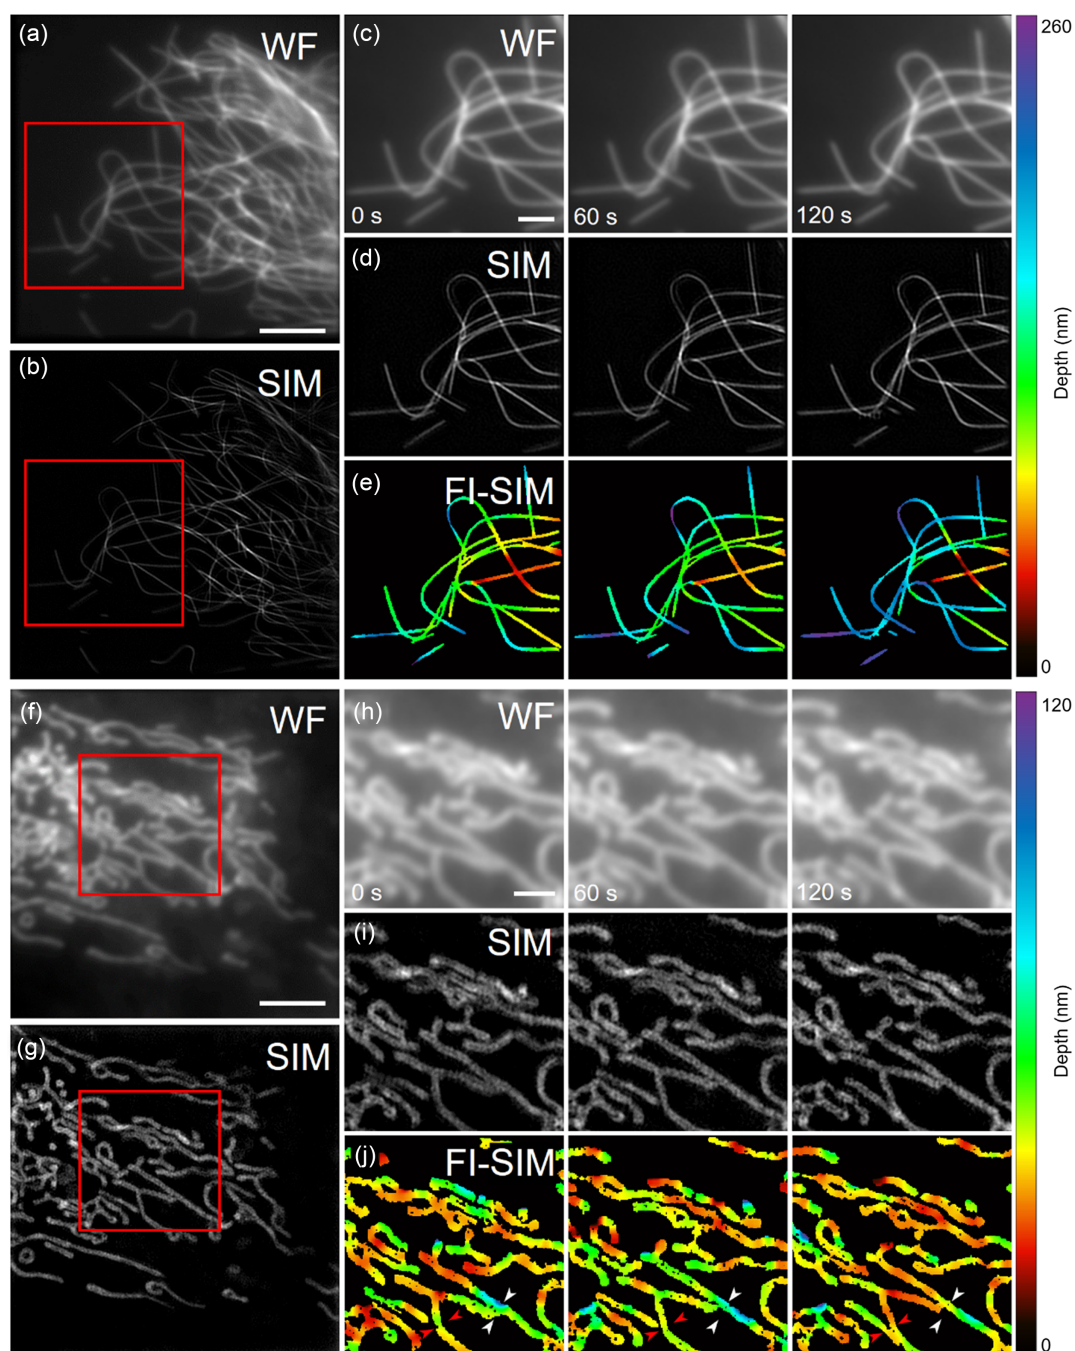 (a) WF
(b) SIM
(c) WF
0 s 60 s 120 s
(d) SIM
(e) FI-SIM
260
Depth (nm)
0
(f) WF
(g) SIM
(h) WF
0 s 60 s 120 s
(i) SIM
(j) FI-SIM
120
Depth (nm)
0